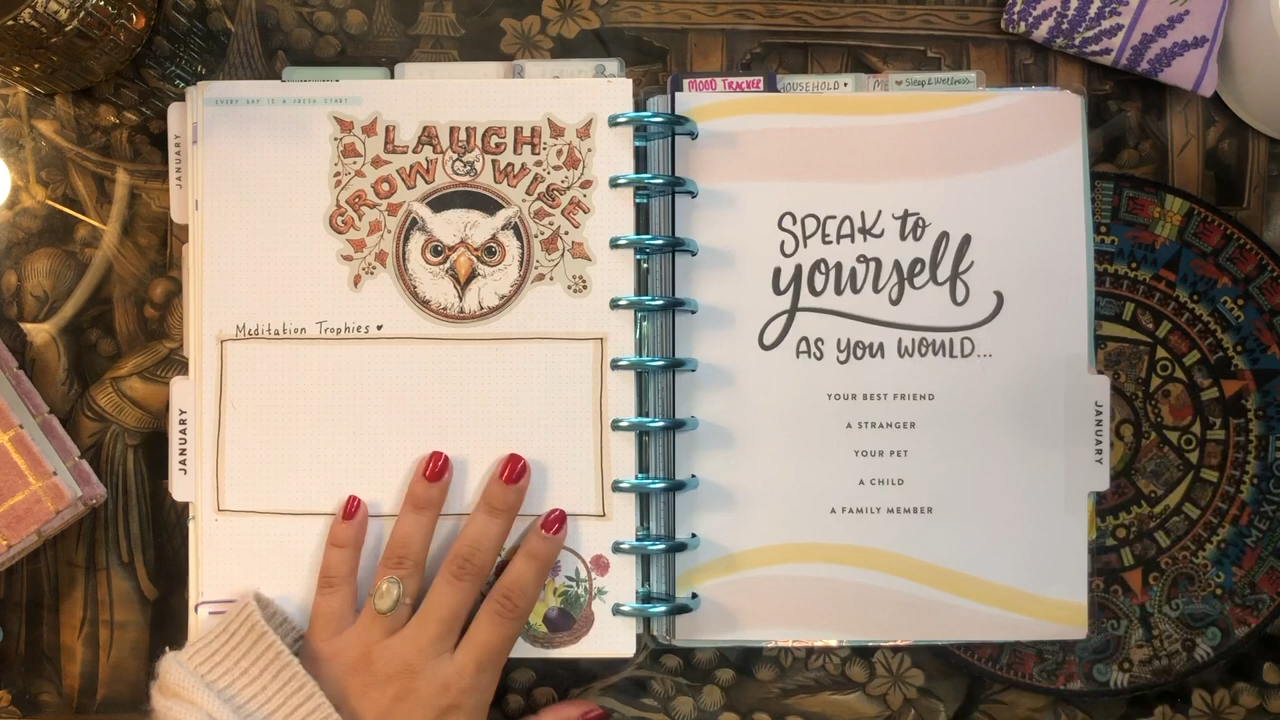 EVERY DAY IS A FRESH START
LAUGH
&
GROW WISE
Meditation Trophies
JANUARY
JANUARY
MOOD TRACKER
HOUSEHOLD
Sleep & Wellness
SPEAK to
yourself
AS YOU WOULD...
YOUR BEST FRIEND
A STRANGER
YOUR PET
A CHILD
A FAMILY MEMBER
JANUARY
MEXICO